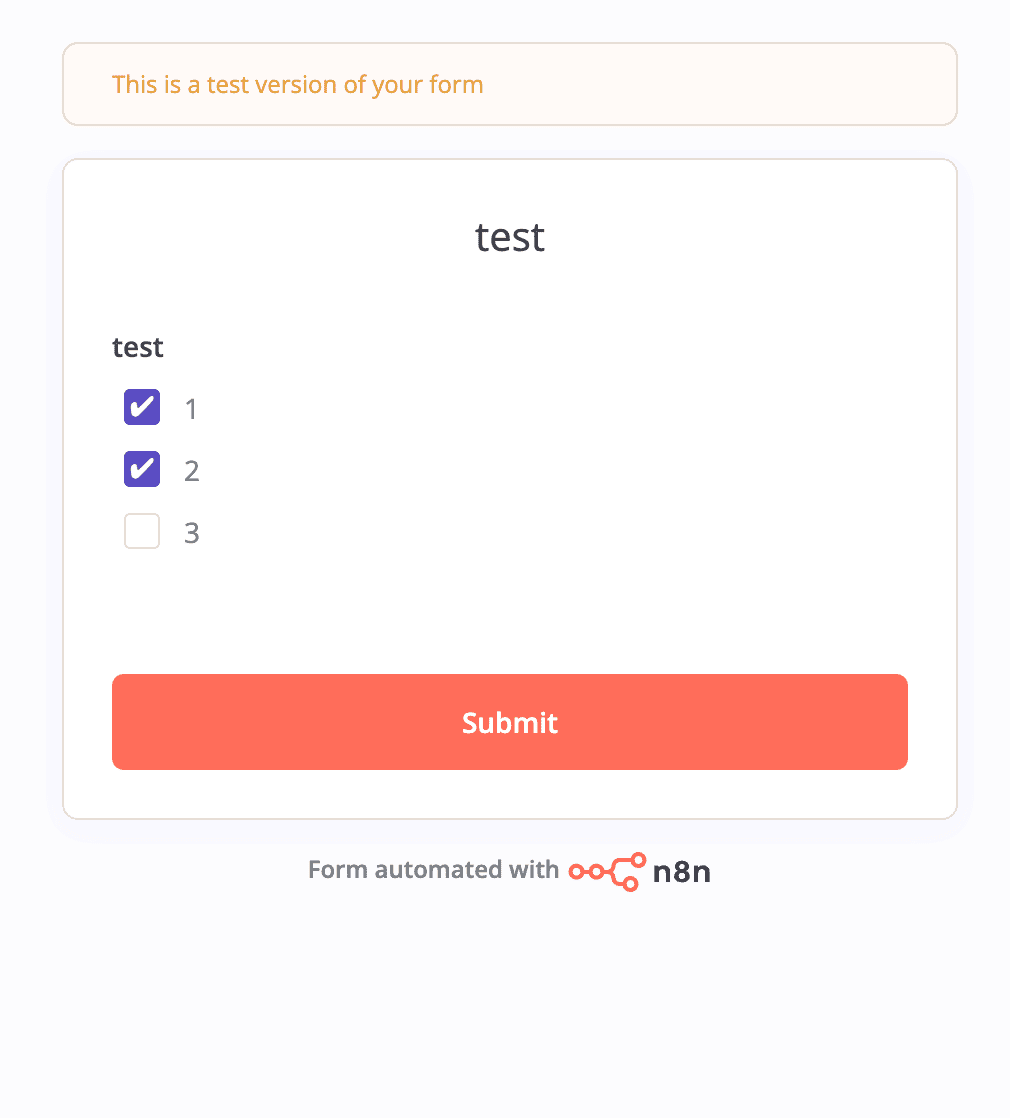 This is a test version of your form
test
test
1
2
3
Submit
Form automated with n8n